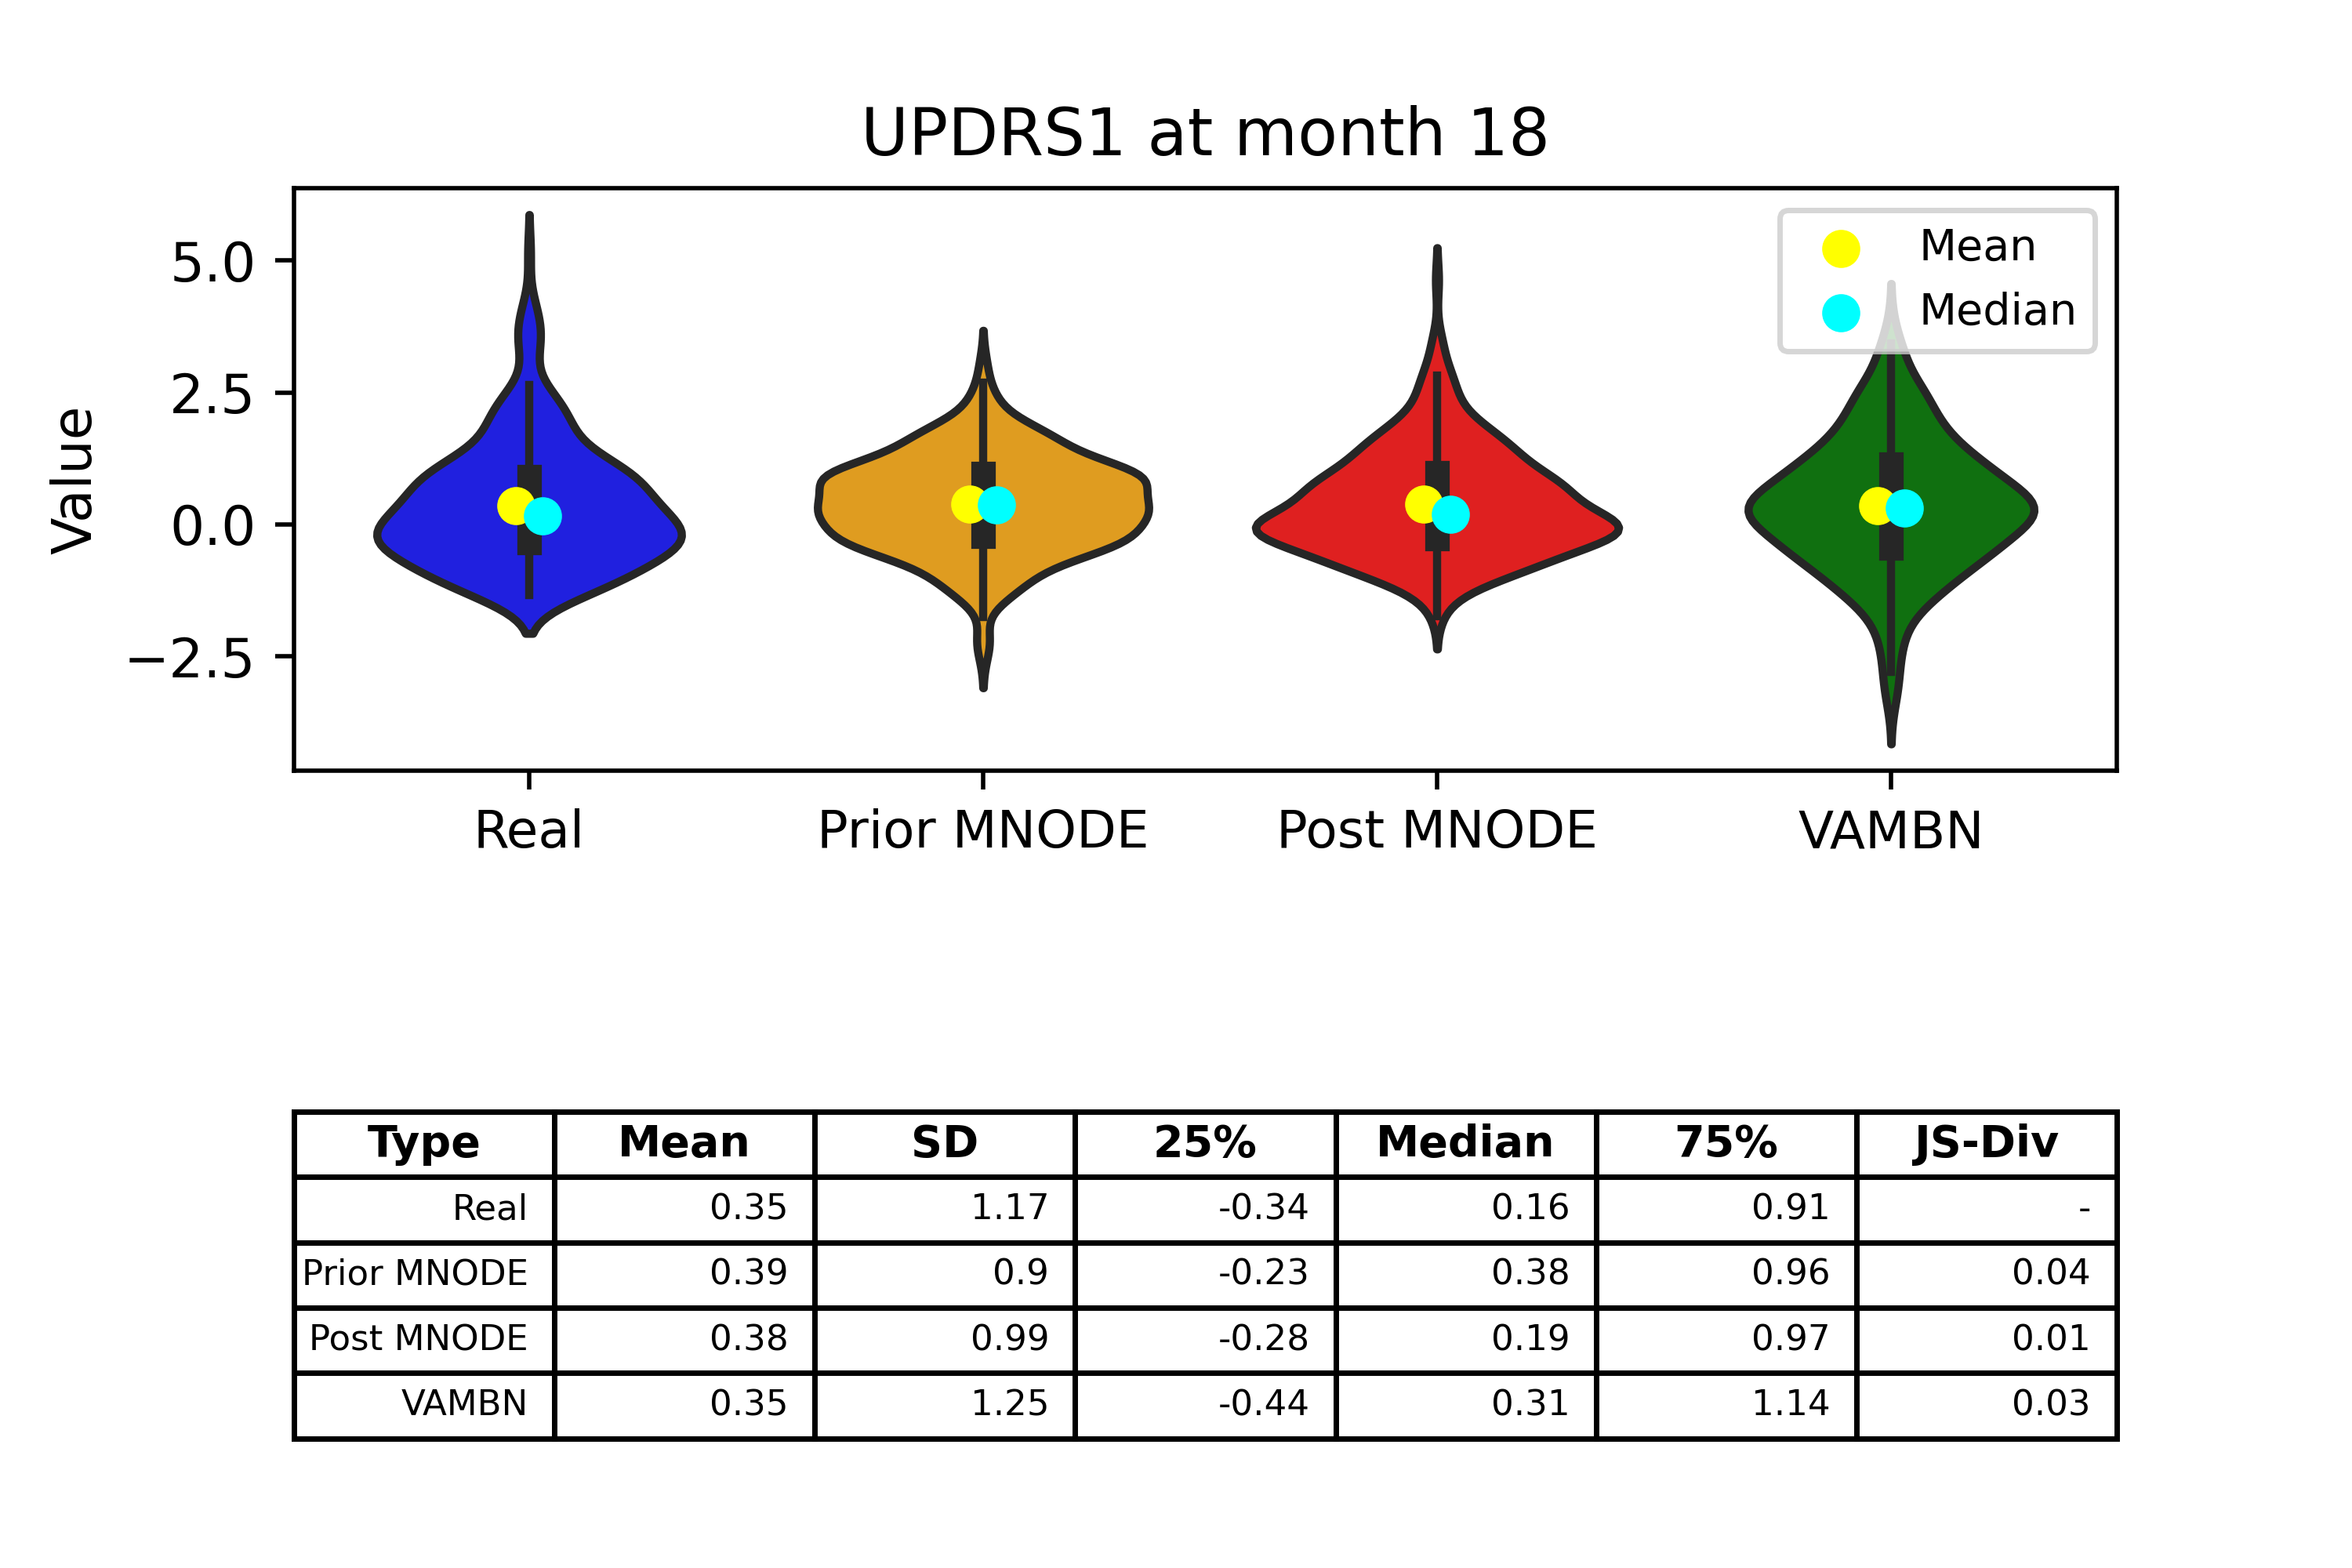 UPDRS1 at month 18
Value
5.0
2.5
0.0
−2.5
Mean
Median
Real Prior MNODE Post MNODE VAMBN
Type Mean SD 25% Median 75% JS-Div
Real 0.35 1.17 -0.34 0.16 0.91 -
Prior MNODE 0.39 0.9 -0.23 0.38 0.96 0.04
Post MNODE 0.38 0.99 -0.28 0.19 0.97 0.01
VAMBN 0.35 1.25 -0.44 0.31 1.14 0.03